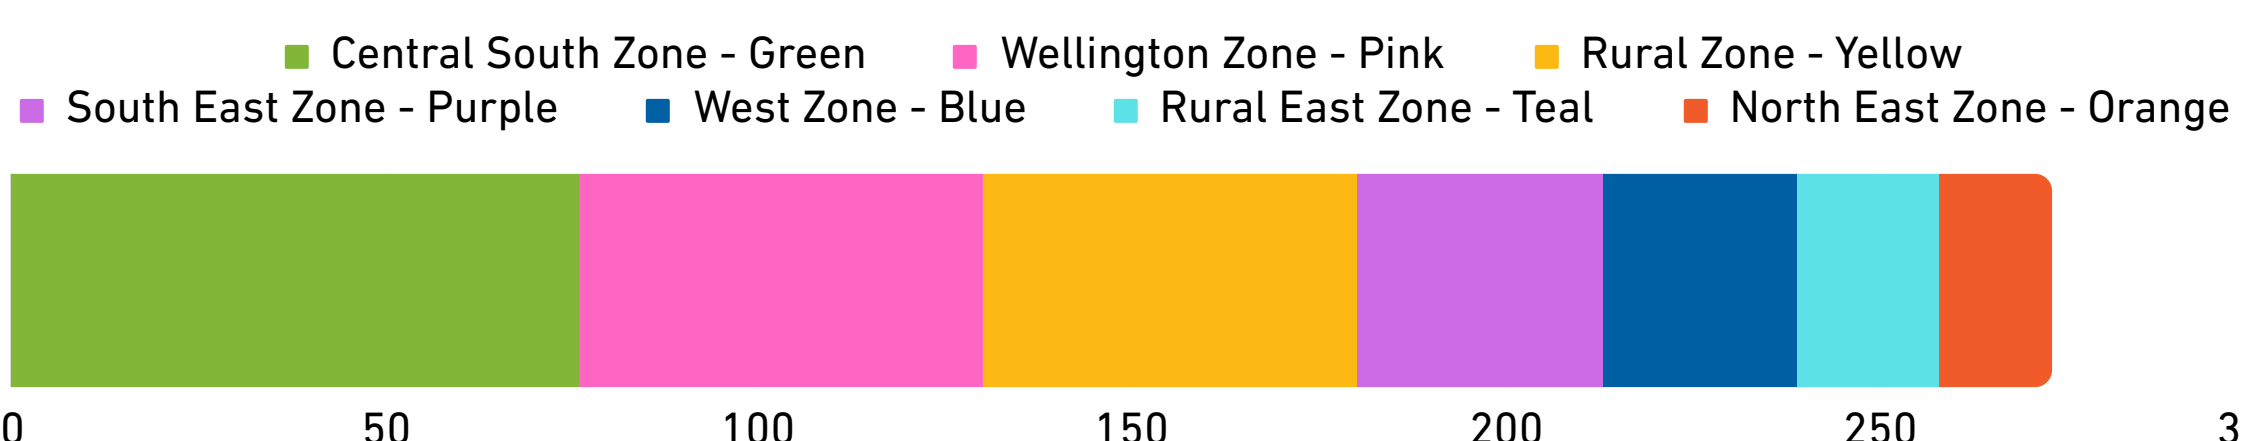 Central South Zone - Green Wellington Zone - Pink Rural Zone - Yellow
South East Zone - Purple West Zone - Blue Rural East Zone - Teal North East Zone - Orange
0 50 100 150 200 250 3